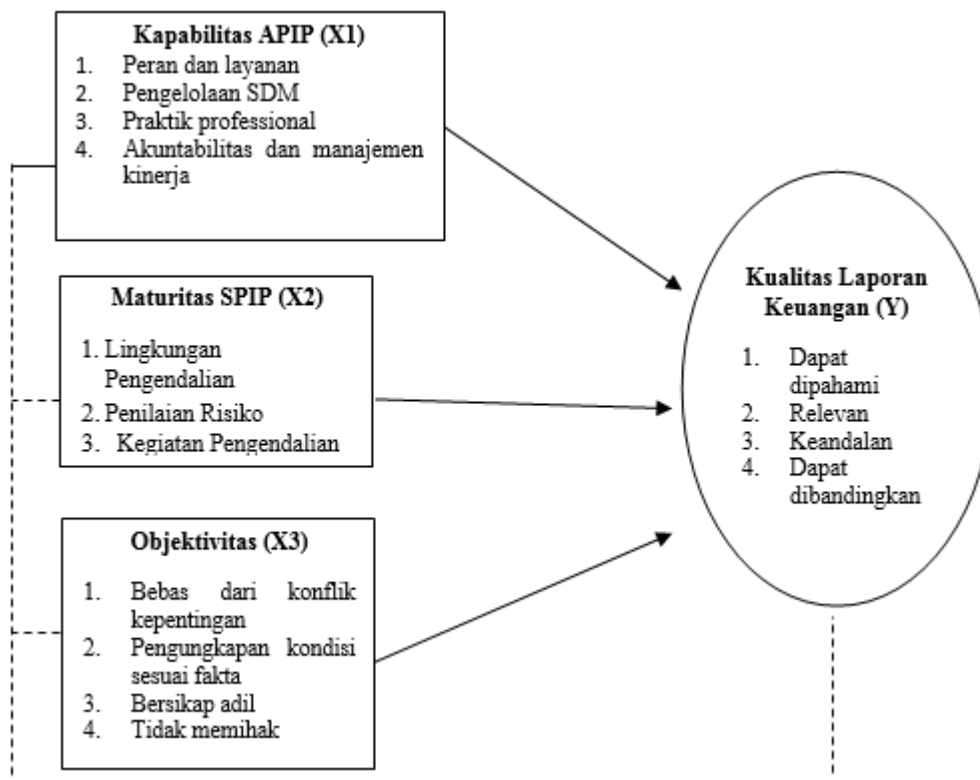 Kapabilitas APIP (X1)
1. Peran dan layanan
2. Pengelolaan SDM
3. Praktik professional
4. Akuntabilitas dan manajemen
kinerja
Maturitas SPIP (X2)
1. Lingkungan
Pengendalian
2. Penilaian Risiko
3. Kegiatan Pengendalian
Objektivitas (X3)
1. Bebas dari konflik
kepentingan
2. Pengungkapan kondisi
sesuai fakta
3. Bersikap adil
4. Tidak memihak
Kualitas Laporan
Keuangan (Y)
1. Dapat
dipahami
2. Relevan
3. Keandalan
4. Dapat
dibandingkan